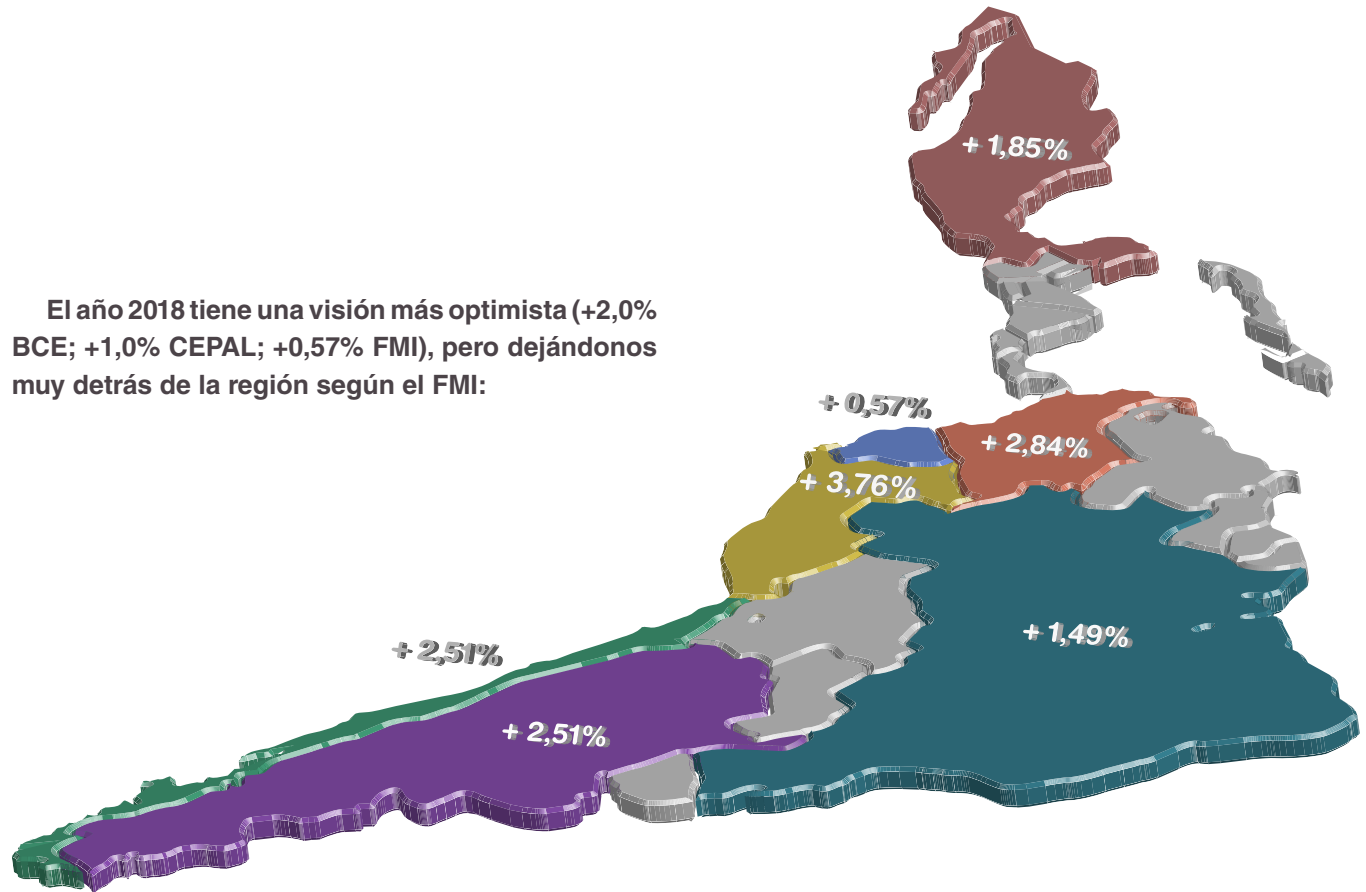 + 1,85%
El año 2018 tiene una visión más optimista (+2,0%
BCE; +1,0% CEPAL; +0,57% FMI), pero dejándonos
muy detrás de la región según el FMI:
+ 0,57%
+ 2,84%
+ 3,76%
+ 1,49%
+ 2,51%
+ 2,51%